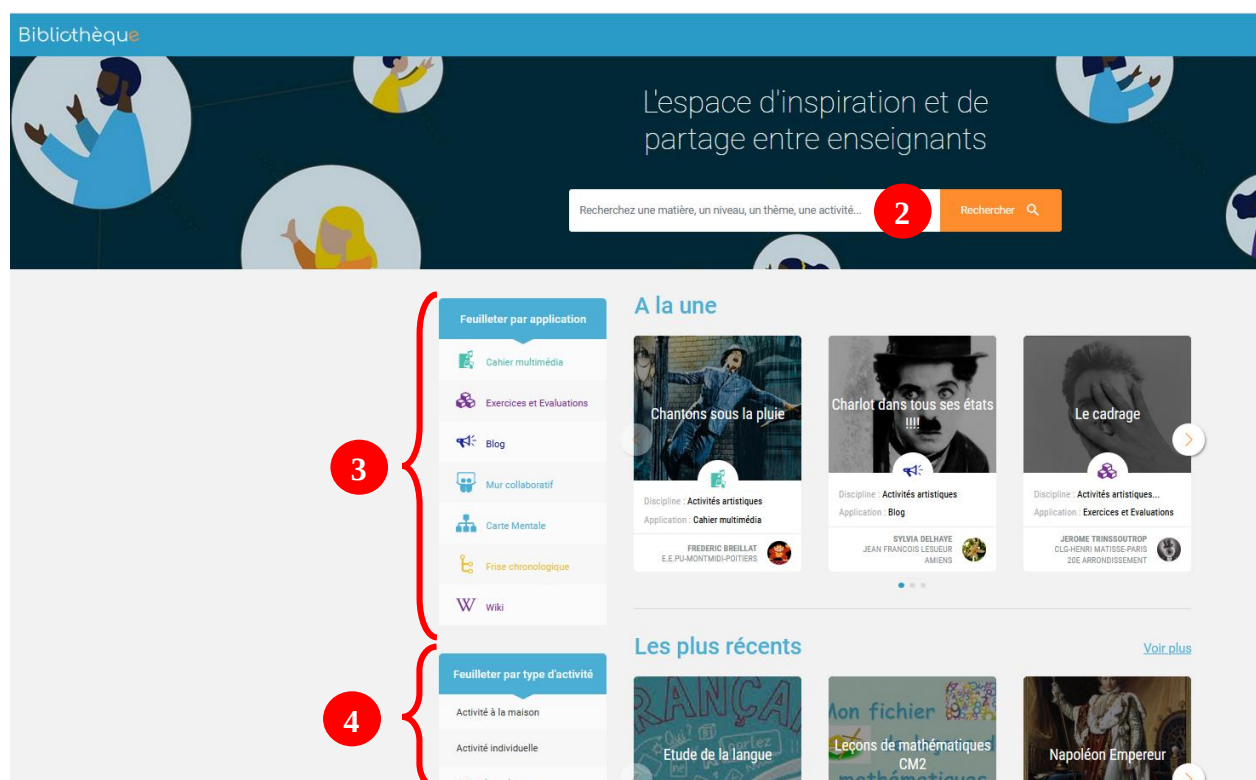 Bibliothèque
L'espace d'inspiration et de
partage entre enseignants
Recherchez une matière, un niveau, un thème, une activité...
2
Rechercher
3
Feuilleter par application
Cahier multimédia
Exercices et Evaluations
Blog
Mur collaboratif
Carte Mentale
Frise chronologique
W Wiki
4
Feuilleter par type d'activité
Activité à la maison
Activité individuelle
A la une
Chantons sous la pluie
Discipline : Activités artistiques
Application : Cahier multimédia
FREDERIC BREILLAT
E.E.PU-MONTMIDI-POITIERS
Charlot dans tous ses états
!!!!
Discipline : Activités artistiques
Application : Blog
SYLVIA DELHAYE
JEAN FRANCOIS LESUEUR
AMIENS
Le cadrage
Discipline : Activités artistiques...
Application : Exercices et Evaluations
JEROME TRINSSOUTROP
CLG-HENRI MATISSE-PARIS
20E ARRONDISSEMENT
Les plus récents
Voir plus
RANÇA
Etude de la langue
Mon fichier
Leçons de mathématiques
CM2
mathématiques
Napoléon Empereur